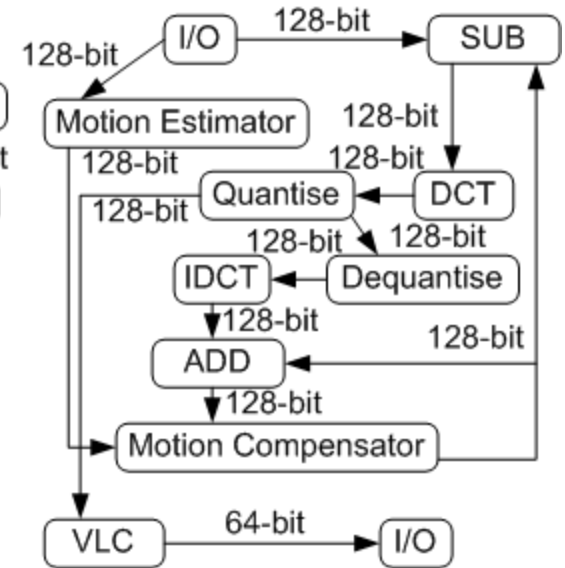 128-bit
I/O
SUB
128-bit
Motion Estimator
128-bit
t
128-bit
128-bit
Quantise
DCT
128-bit
128-bit
128-bit
IDCT
Dequantise
128-bit
128-bit
ADD
128-bit
Motion Compensator
64-bit
VLC
I/O